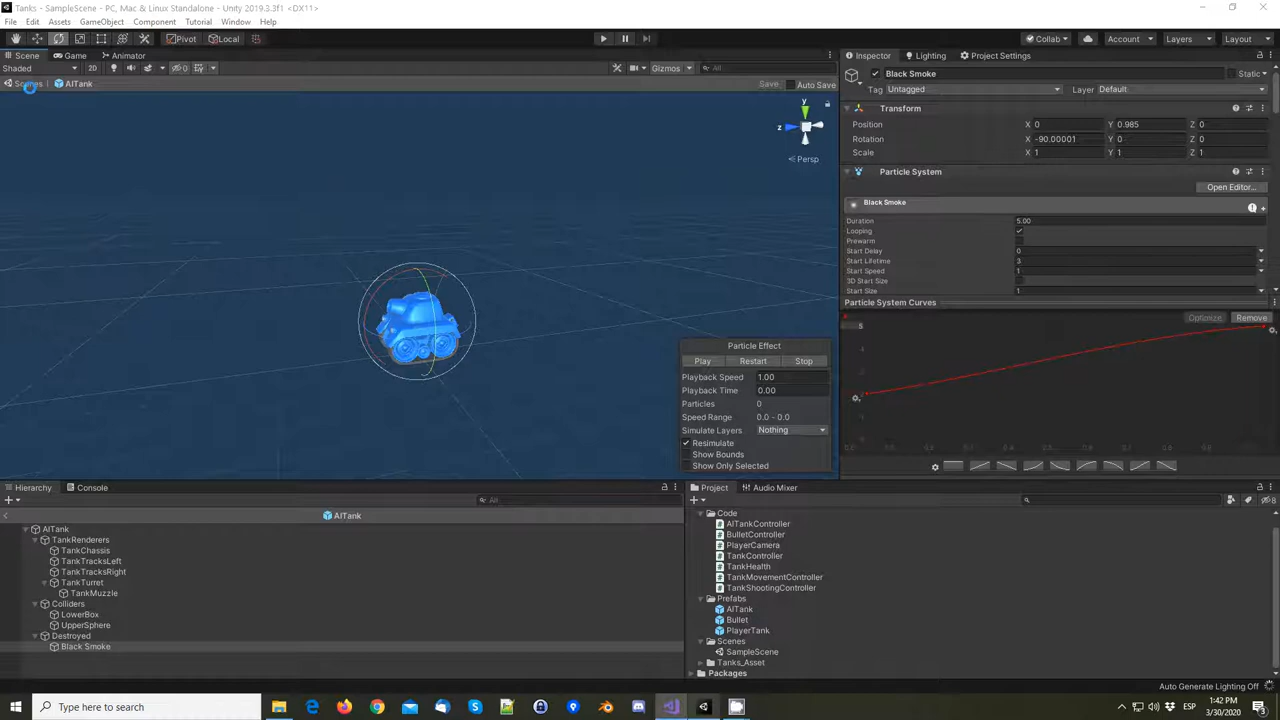 Tanks - SampleScene - PC, Mac & Linux Standalone - Unity 2019.3.3f1 <DX11>
File Edit Assets GameObject Component Tutorial Window Help
Pivot Local
Collab Account Layers Layout
Scene Game Animator
Shaded 2D 0 Gizmos All
Scenes AITank Save Auto Save
y
z
Persp
Particle Effect
Play Restart Stop
Playback Speed 1.00
Playback Time 0.00
Particles 0
Speed Range 0.0 - 0.0
Simulate Layers Nothing
Resimulate
Show Bounds
Show Only Selected
Inspector Lighting Project Settings
Black Smoke Static
Tag Untagged Layer Default
Transform
Position X 0 Y 0.985 Z 0
Rotation X -90.00001 Y 0 Z 0
Scale X 1 Y 1 Z 1
Particle System
Open Editor...
Black Smoke
Duration 5.00
Looping
Prewarm
Start Delay 0
Start Lifetime 3
Start Speed 1
3D Start Size
Start Size 1
Particle System Curves
Optimize Remove
Hierarchy Console
All
AITank
AITank
TankRenderers
TankChassis
TankTracksLeft
TankTracksRight
TankTurret
TankMuzzle
Colliders
LowerBox
UpperSphere
Destroyed
Black Smoke
Project Audio Mixer
8
Code
AITankController
BulletController
PlayerCamera
TankController
TankHealth
TankMovementController
TankShootingController
Prefabs
AITank
Bullet
PlayerTank
Scenes
SampleScene
Tanks_Asset
Packages
Auto Generate Lighting Off
Type here to search
ESP
1:42 PM
3/30/2020